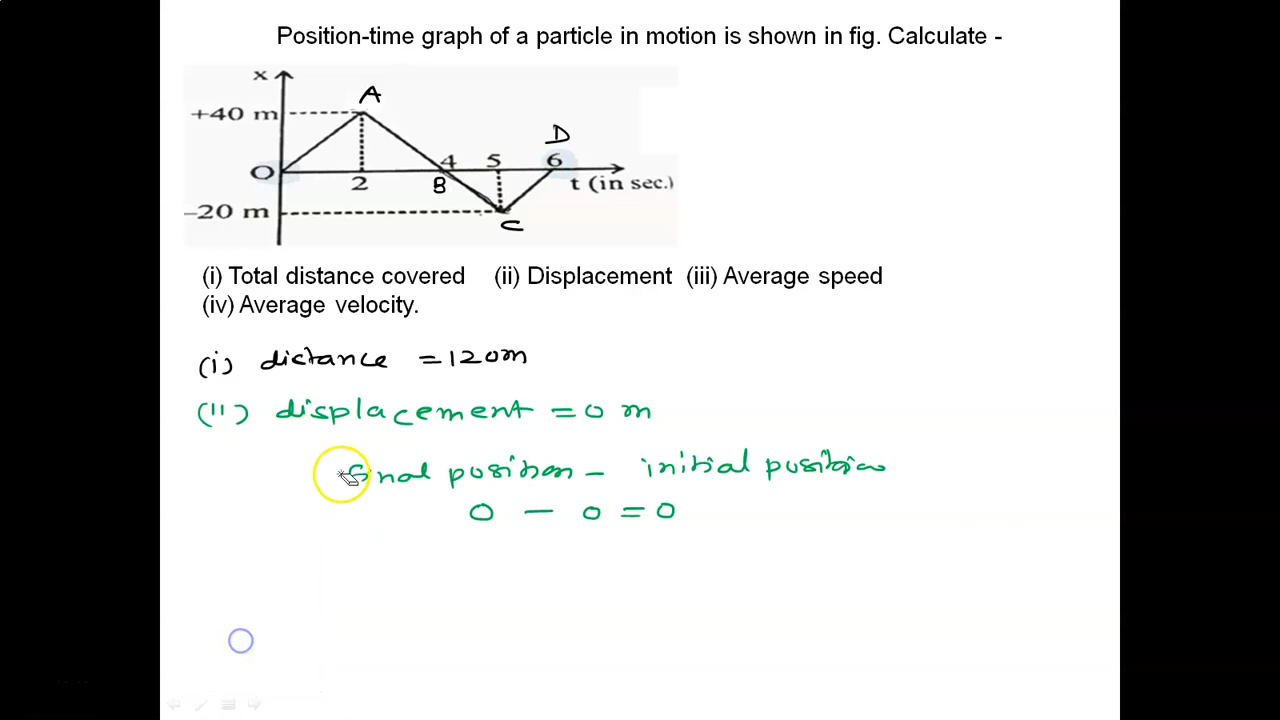 Position-time graph of a particle in motion is shown in fig. Calculate -
x
A
+40 m
D
O
4
5
6
2
B
t (in sec.)
–20 m
C
(i) Total distance covered (ii) Displacement (iii) Average speed
(iv) Average velocity.
(i) distance = 120m
(ii) displacement = 0 m
final position - initial position
0 - 0 = 0